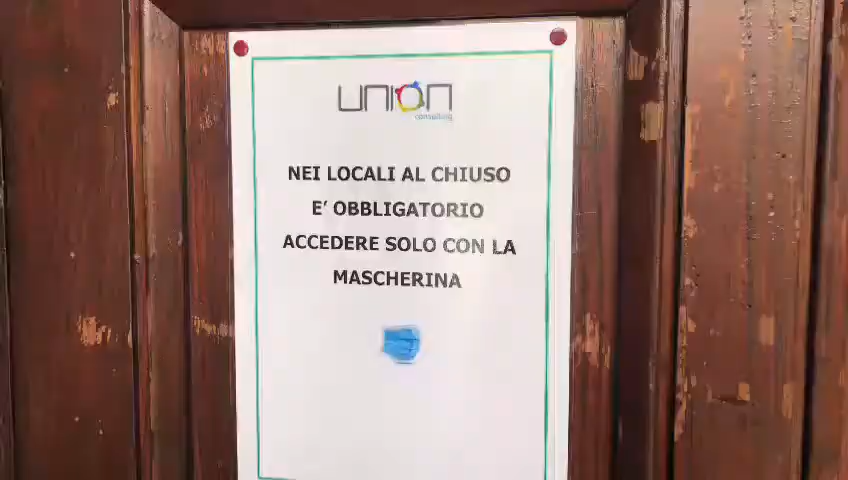 UNION
consulting
NEI LOCALI AL CHIUSO
E' OBBLIGATORIO
ACCEDERE SOLO CON LA
MASCHERINA